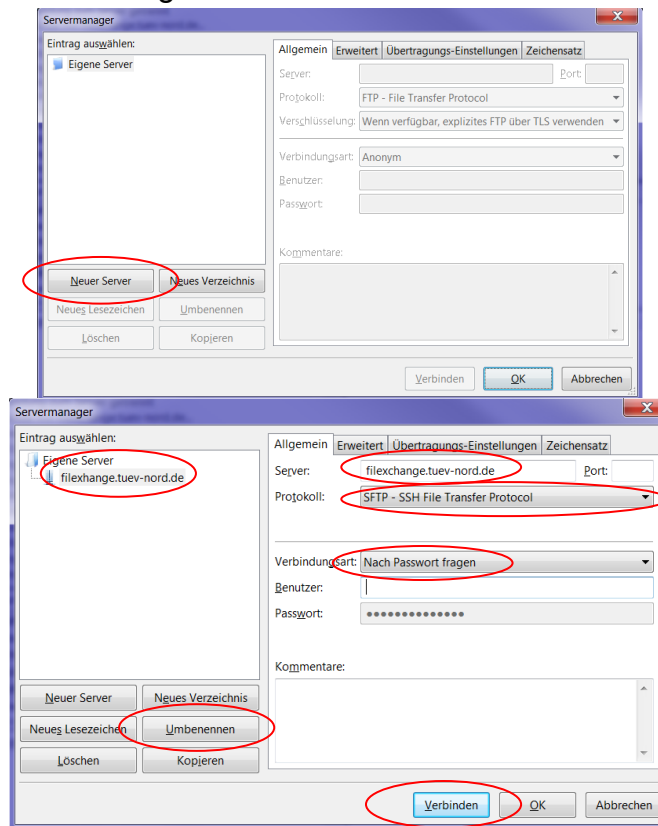 Servermanager
Eintrag auswählen:
Eigene Server
Neuer Server
Neues Verzeichnis
Neues Lesezeichen
Umbenennen
Löschen
Kopieren
Allgemein
Erweitert
Übertragungs-Einstellungen
Zeichensatz
Server:
Port:
Protokoll:
FTP - File Transfer Protocol
Verschlüsselung:
Wenn verfügbar, explizites FTP über TLS verwenden
Verbindungsart:
Anonym
Benutzer:
Passwort:
Kommentare:
Verbinden
OK
Abbrechen
Servermanager
Eintrag auswählen:
Eigene Server
filexhange.tuev-nord.de
Neuer Server
Neues Verzeichnis
Neues Lesezeichen
Umbenennen
Löschen
Kopieren
Allgemein
Erweitert
Übertragungs-Einstellungen
Zeichensatz
Server:
filexchange.tuev-nord.de
Port:
Protokoll:
SFTP - SSH File Transfer Protocol
Verbindungsart:
Nach Passwort fragen
Benutzer:
Passwort:
●●●●●●●●●●●●●●
Kommentare:
Verbinden
OK
Abbrechen